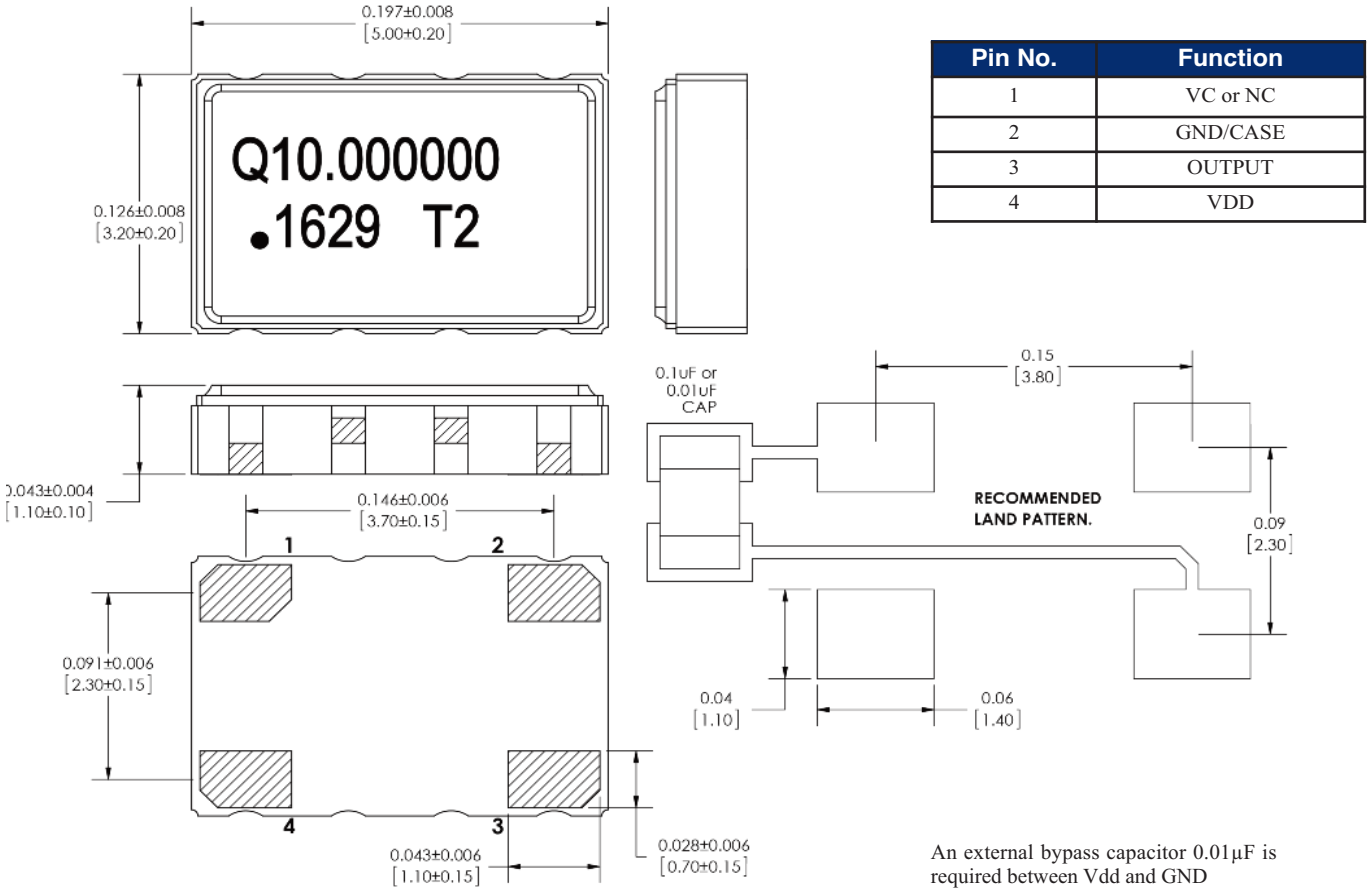 0.197±0.008
[5.00±0.20]
Pin No. Function
1 VC or NC
2 GND/CASE
3 OUTPUT
4 VDD
Q10.000000
.1629 T2
0.126±0.008
[3.20±0.20]
0.1uF or
0.01uF
CAP
0.15
[3.80]
0.043±0.004
[1.10±0.10]
0.146±0.006
[3.70±0.15]
RECOMMENDED
LAND PATTERN.
0.09
[2.30]
1 2
0.091±0.006
[2.30±0.15]
0.04
[1.10]
0.06
[1.40]
4 3
0.043±0.006
[1.10±0.15]
0.028±0.006
[0.70±0.15]
An external bypass capacitor 0.01µF is
required between Vdd and GND